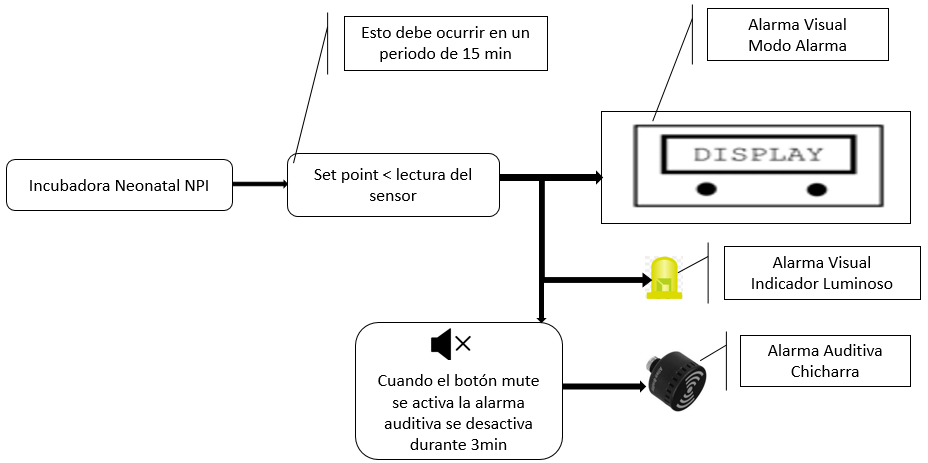 Esto debe ocurrir en un
periodo de 15 min
Alarma Visual
Modo Alarma
DISPLAY
Incubadora Neonatal NPI
Set point < lectura del
sensor
Alarma Visual
Indicador Luminoso
Cuando el botón mute
se activa la alarma
auditiva se desactiva
durante 3min
Alarma Auditiva
Chicharra